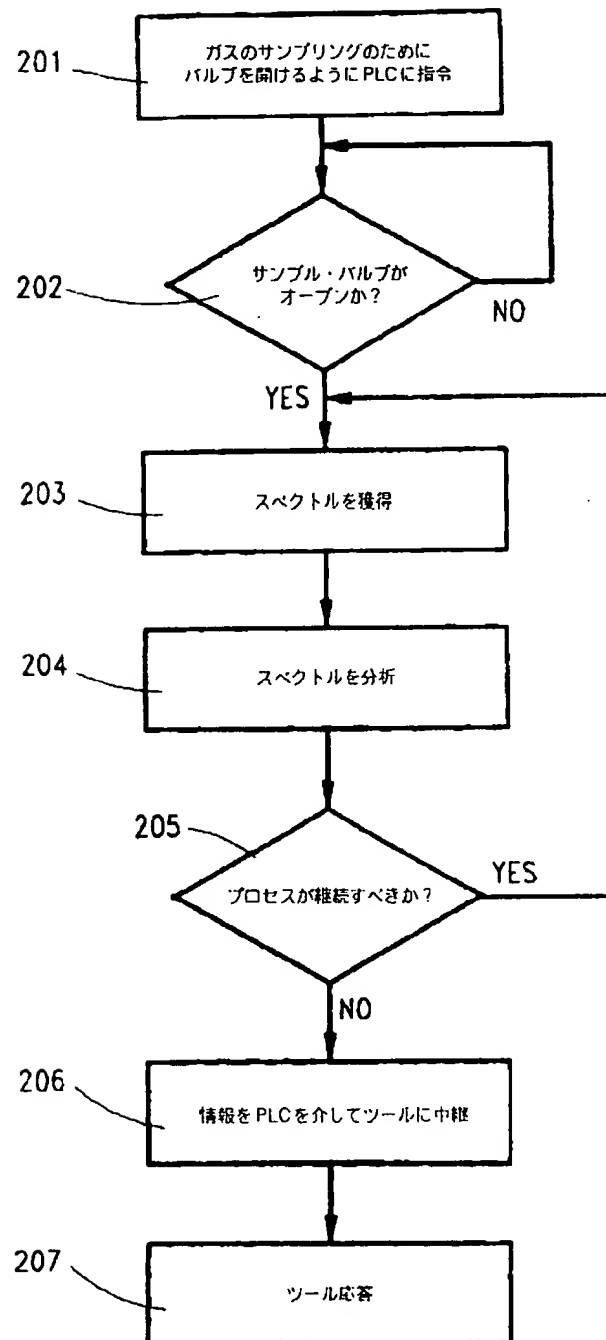 201
ガスのサンプリングのために
バルブを開けるようにPLCに指令
202
サンプル・バルブが
オープンか?
NO
YES
203
スペクトルを獲得
204
スペクトルを分析
205
プロセスが継続すべきか?
YES
NO
206
情報をPLCを介してツールに中継
207
ツール応答